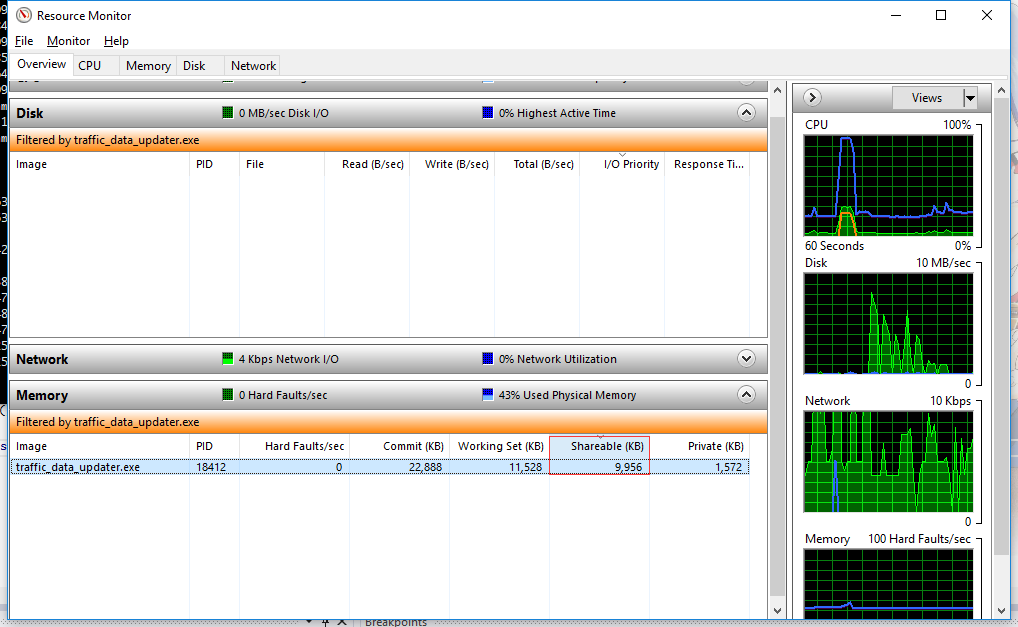 Resource Monitor
File Monitor Help
Overview CPU Memory Disk Network
Disk 0 MB/sec Disk I/O 0% Highest Active Time
Filtered by traffic_data_updater.exe
Image PID File Read (B/sec) Write (B/sec) Total (B/sec) I/O Priority Response Ti...
Network 4 Kbps Network I/O 0% Network Utilization
Memory 0 Hard Faults/sec 43% Used Physical Memory
Filtered by traffic_data_updater.exe
Image PID Hard Faults/sec Commit (KB) Working Set (KB) Shareable (KB) Private (KB)
traffic_data_updater.exe 18412 0 22,888 11,528 9,956 1,572
Views
CPU 100%
60 Seconds 0%
Disk 10 MB/sec
0
Network 10 Kbps
0
Memory 100 Hard Faults/sec
Breakpoints